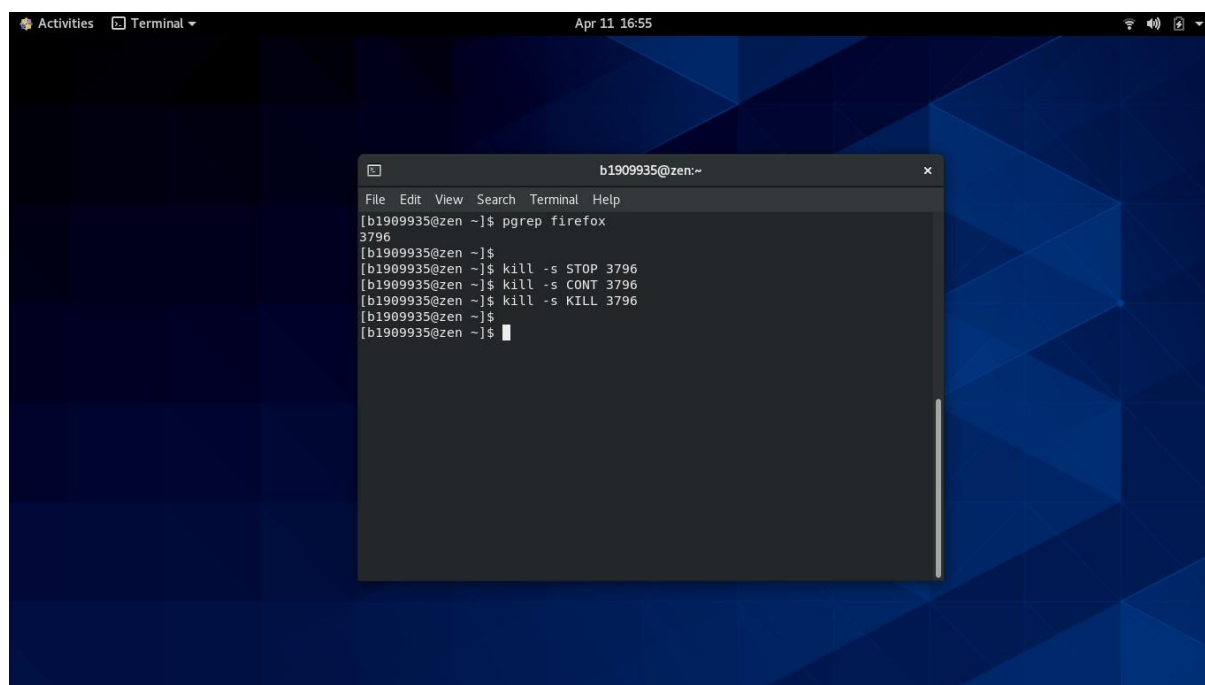 Activities Terminal Apr 11 16:55
b1909935@zen:~
File Edit View Search Terminal Help
[b1909935@zen ~]$ pgrep firefox
3796
[b1909935@zen ~]$
[b1909935@zen ~]$ kill -s STOP 3796
[b1909935@zen ~]$ kill -s CONT 3796
[b1909935@zen ~]$ kill -s KILL 3796
[b1909935@zen ~]$
[b1909935@zen ~]$